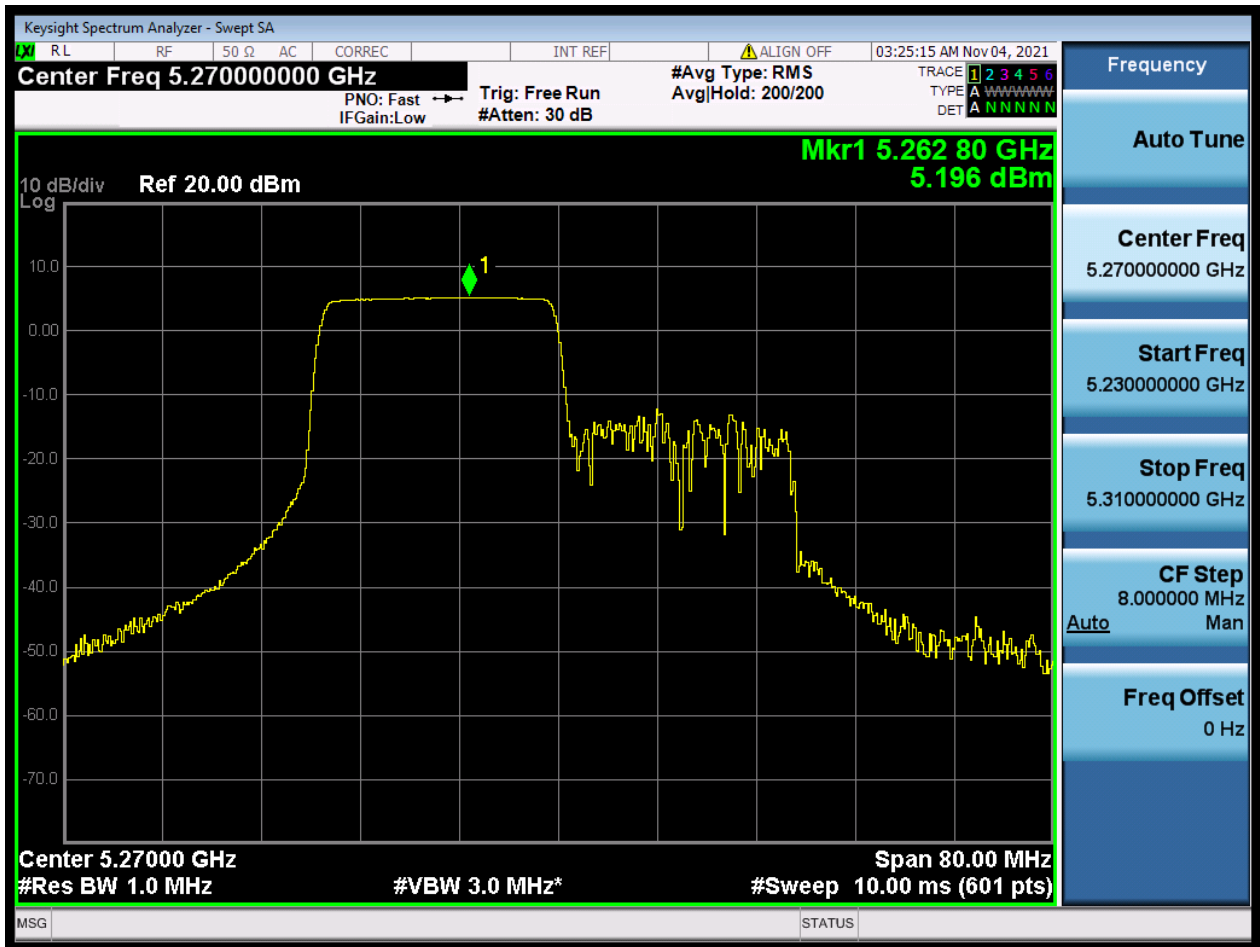 Keysight Spectrum Analyzer - Swept SA
LXI RL RF 50 Ω AC CORREC INT REF ALIGN OFF 03:25:15 AM Nov 04, 2021
Center Freq 5.270000000 GHz
PNO: Fast
IFGain:Low
Trig: Free Run
#Atten: 30 dB
#Avg Type: RMS
Avg|Hold: 200/200
TRACE 1 2 3 4 5 6
TYPE A WWWWW
DET A N N N N N
Mkr1 5.262 80 GHz
5.196 dBm
10 dB/div Ref 20.00 dBm
Log
1
10.0
0.00
-10.0
-20.0
-30.0
-40.0
-50.0
-60.0
-70.0
Center 5.27000 GHz Span 80.00 MHz
#Res BW 1.0 MHz #VBW 3.0 MHz* #Sweep 10.00 ms (601 pts)
MSG STATUS
Frequency
Auto Tune
Center Freq
5.270000000 GHz
Start Freq
5.230000000 GHz
Stop Freq
5.310000000 GHz
CF Step
8.000000 MHz
Auto Man
Freq Offset
0 Hz